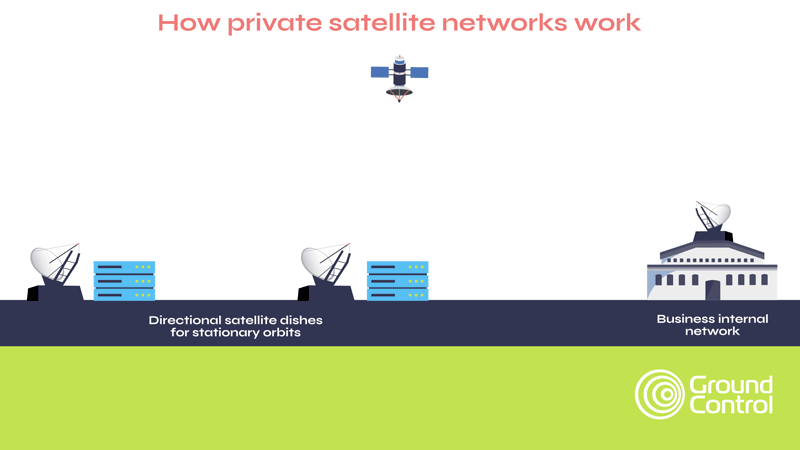 How private satellite networks work
Directional satellite dishes
for stationary orbits
Business internal
network
Ground
Control